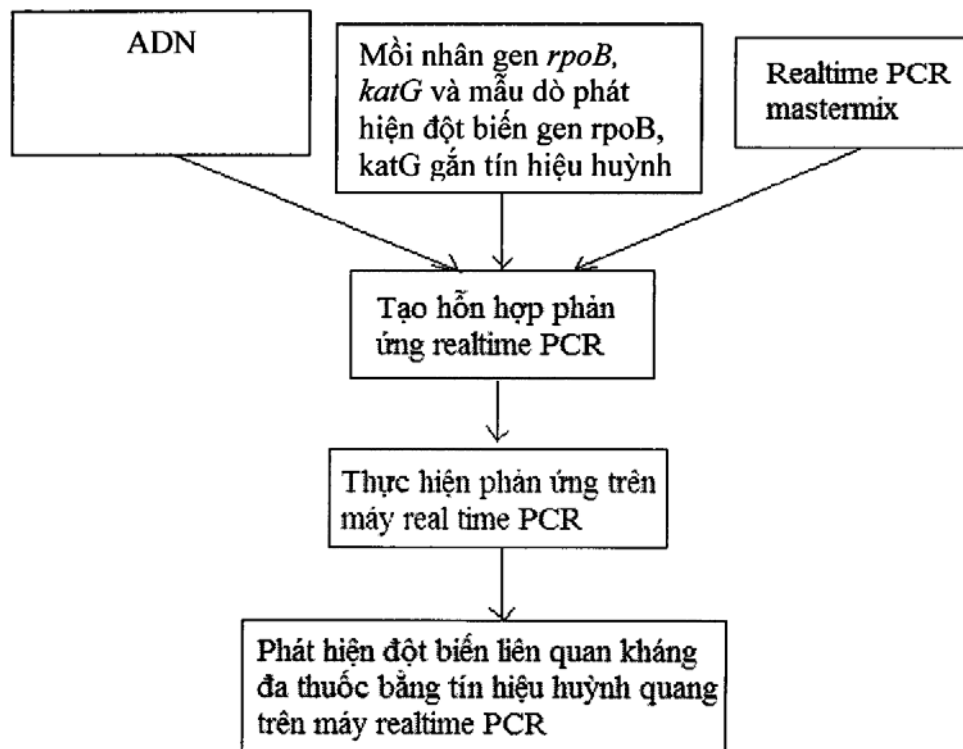 ADN
Mồi nhân gen rpoB,
katG và mẫu dò phát
hiện đột biến gen rpoB,
katG gắn tín hiệu huỳnh
Realtime PCR
mastermix
Tạo hỗn hợp phản
ứng realtime PCR
Thực hiện phản ứng trên
máy real time PCR
Phát hiện đột biến liên quan kháng
đa thuốc bằng tín hiệu huỳnh quang
trên máy realtime PCR